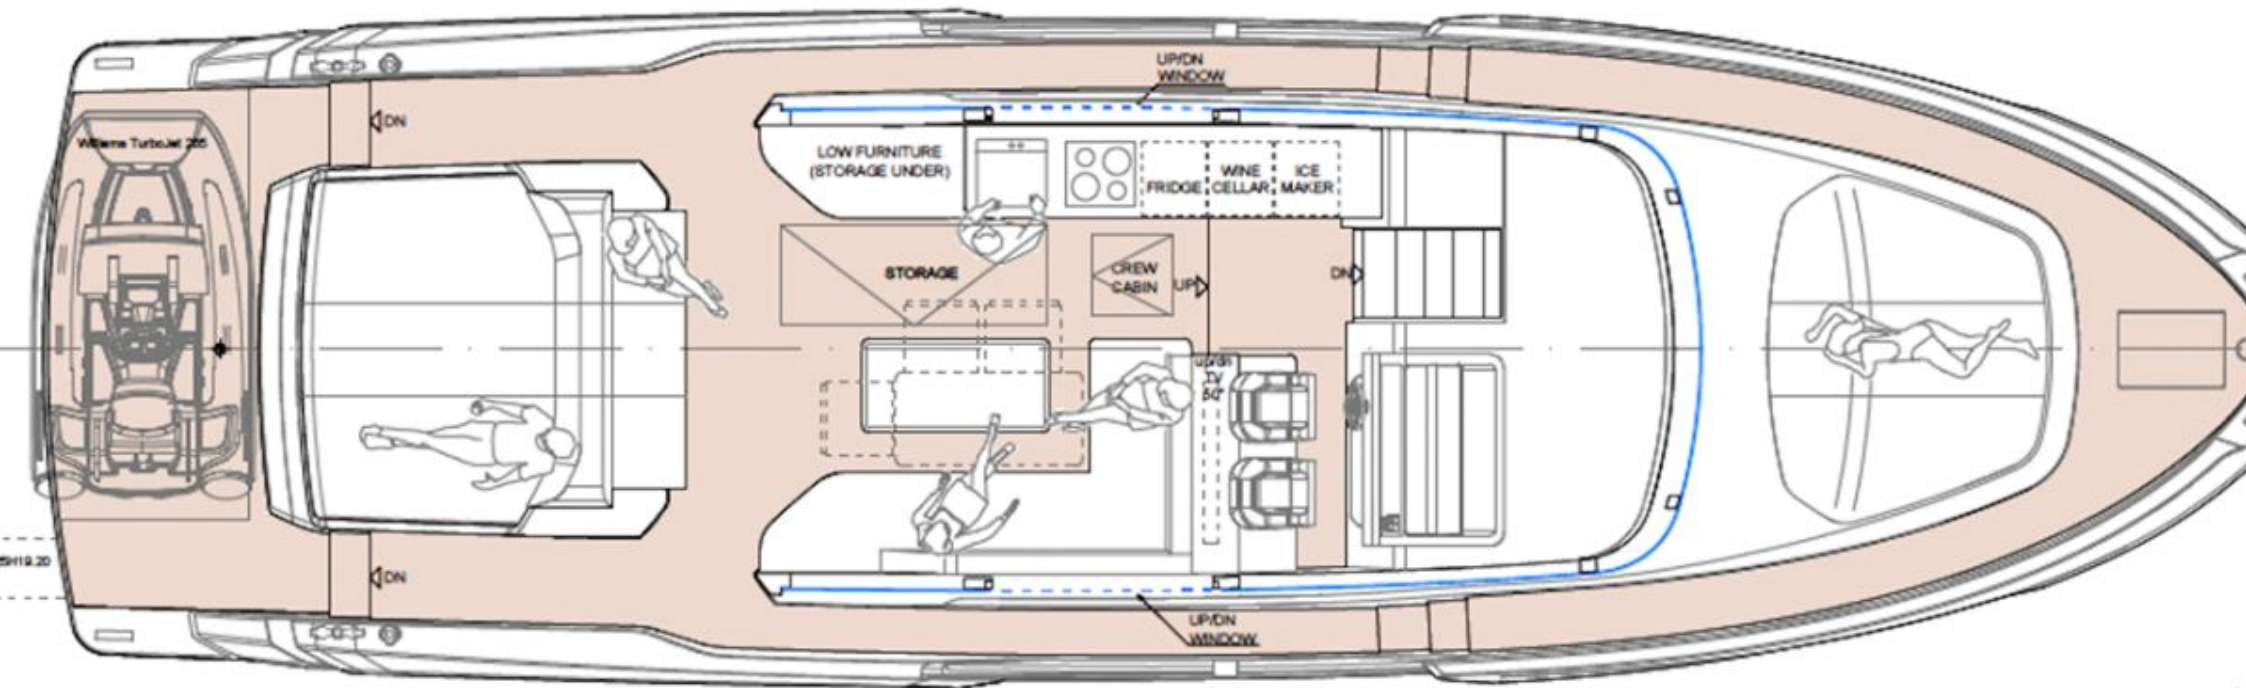 UP/DN
WINDOW
Williams TurboJet 285
DN
LOW FURNITURE
(STORAGE UNDER)
FRIDGE
WINE
CELLAR
ICE
MAKER
STORAGE
CREW
CABIN
UP
DN
up/dn
TV
50"
DN
UP/DN
WINDOW